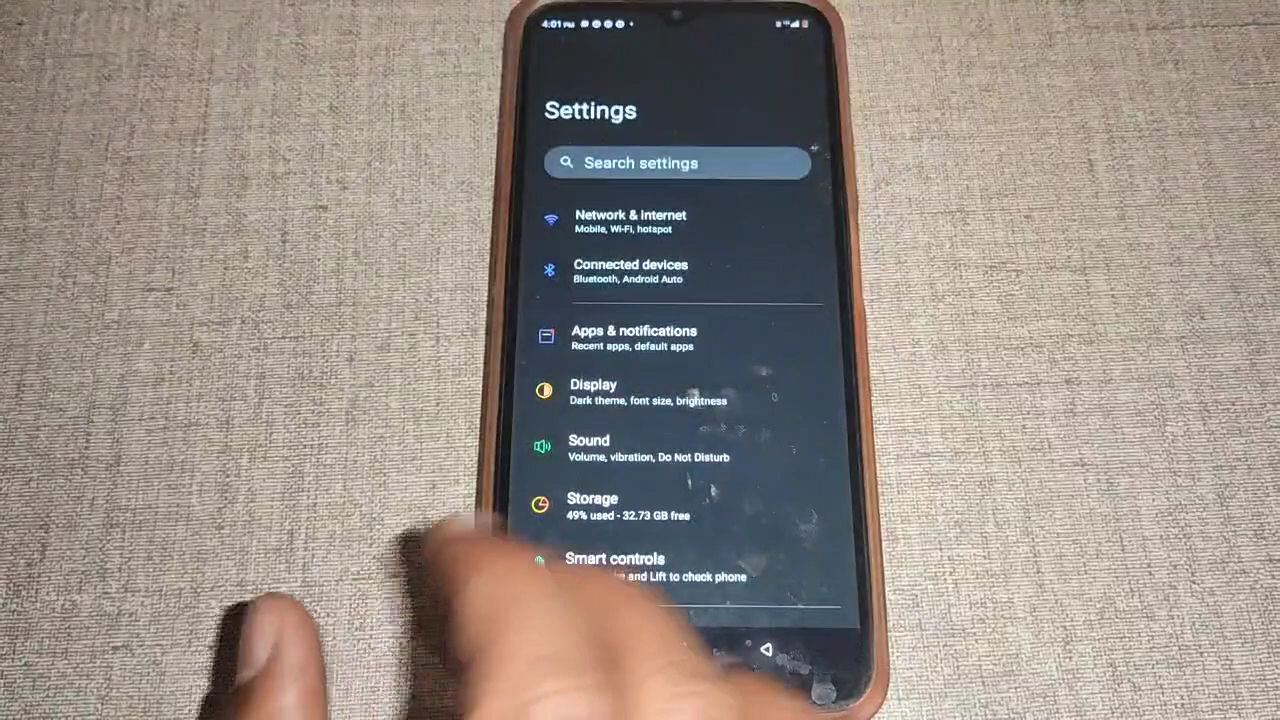 4:01 PM
Settings
Search settings
Network & internet
Mobile, Wi-Fi, hotspot
Connected devices
Bluetooth, Android Auto
Apps & notifications
Recent apps, default apps
Display
Dark theme, font size, brightness
Sound
Volume, vibration, Do Not Disturb
Storage
49% used - 32.73 GB free
Smart controls
and Lift to check phone